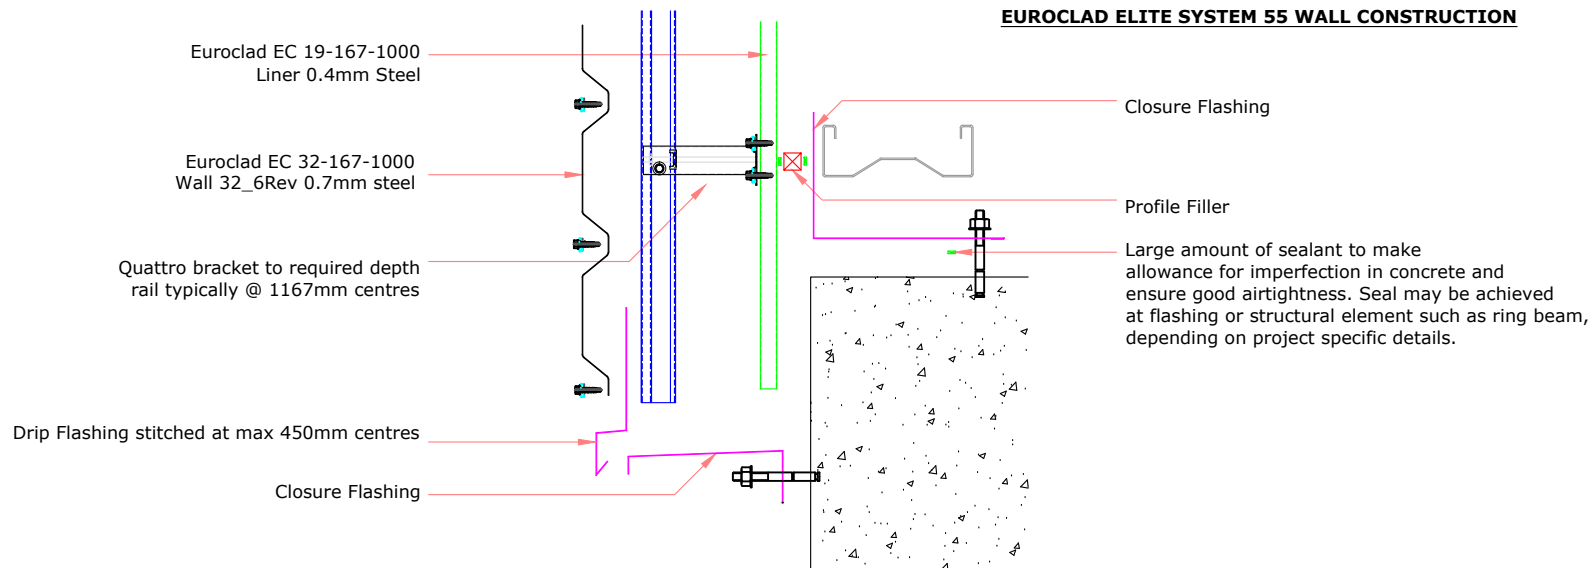 EUROCLAD ELITE SYSTEM 55 WALL CONSTRUCTION
Euroclad EC 19-167-1000
Liner 0.4mm Steel
Euroclad EC 32-167-1000
Wall 32_6Rev 0.7mm steel
Quattro bracket to required depth
rail typically @ 1167mm centres
Drip Flashing stitched at max 450mm centres
Closure Flashing
Closure Flashing
Profile Filler
Large amount of sealant to make
allowance for imperfection in concrete and
ensure good airtightness. Seal may be achieved
at flashing or structural element such as ring beam,
depending on project specific details.